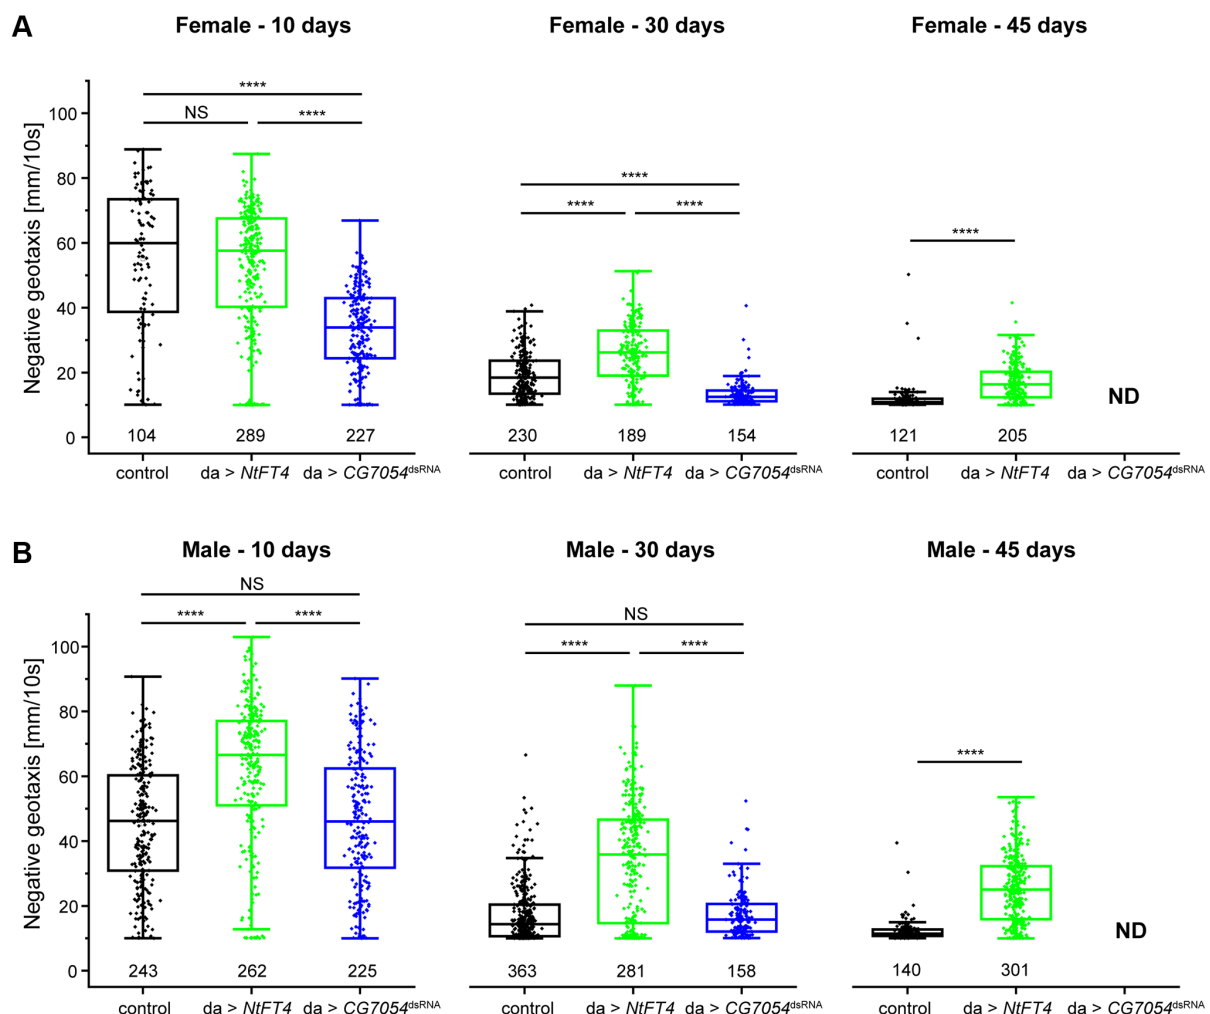 A
Female - 10 days
Female - 30 days
Female - 45 days
Negative geotaxis [mm/10s]
100
80
60
40
20
0
****
NS
****
****
****
****
****
ND
104
289
227
230
189
154
121
205
control
da > NtFT4
da > CG7054dsRNA
control
da > NtFT4
da > CG7054dsRNA
control
da > NtFT4
da > CG7054dsRNA
B
Male - 10 days
Male - 30 days
Male - 45 days
Negative geotaxis [mm/10s]
100
80
60
40
20
0
NS
****
****
NS
****
****
****
ND
243
262
225
363
281
158
140
301
control
da > NtFT4
da > CG7054dsRNA
control
da > NtFT4
da > CG7054dsRNA
control
da > NtFT4
da > CG7054dsRNA